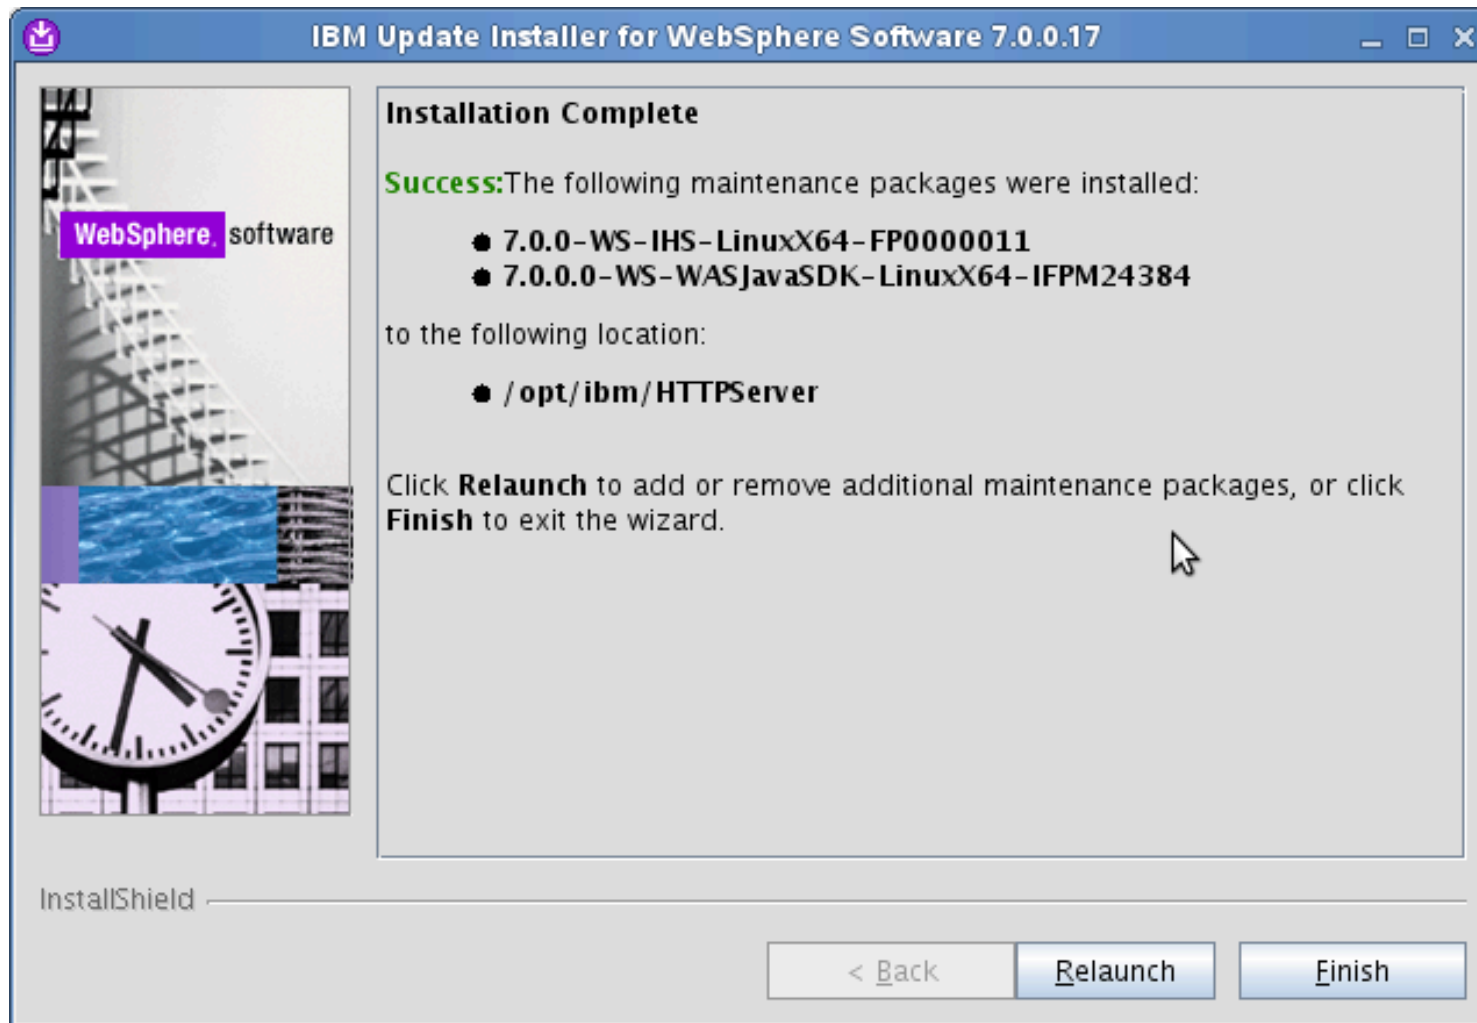 IBM Update Installer for WebSphere Software 7.0.0.17
Installation Complete
Success:The following maintenance packages were installed:
● 7.0.0-WS-IHS-LinuxX64-FP0000011
● 7.0.0.0-WS-WASJavaSDK-LinuxX64-IFPM24384
to the following location:
● /opt/ibm/HTTPServer
Click Relaunch to add or remove additional maintenance packages, or click
Finish to exit the wizard.
WebSphere. software
InstallShield
< Back
Relaunch
Finish